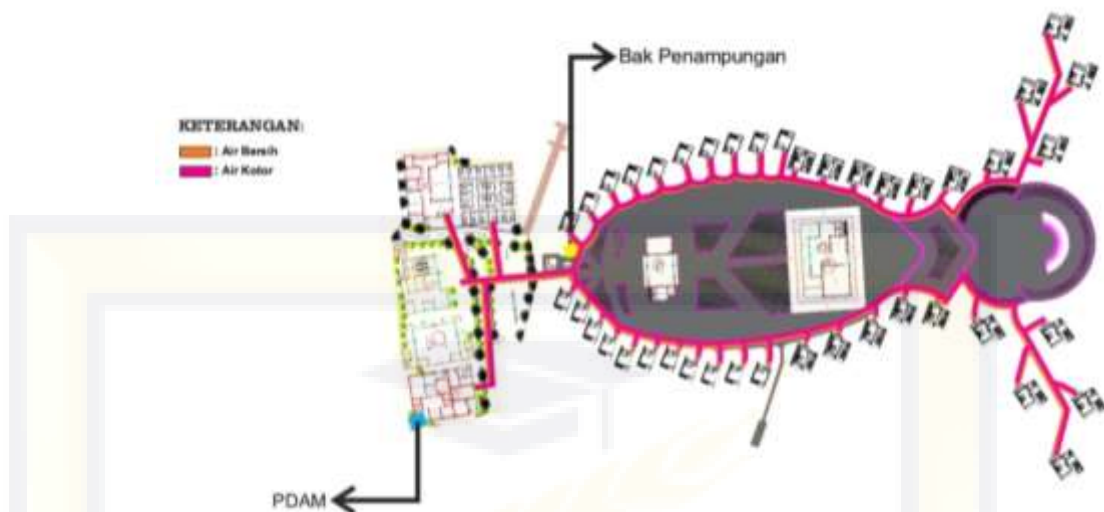 Bak Penampungan
KETERANGAN:
: Air Bersih
: Air Kotor
PDAM